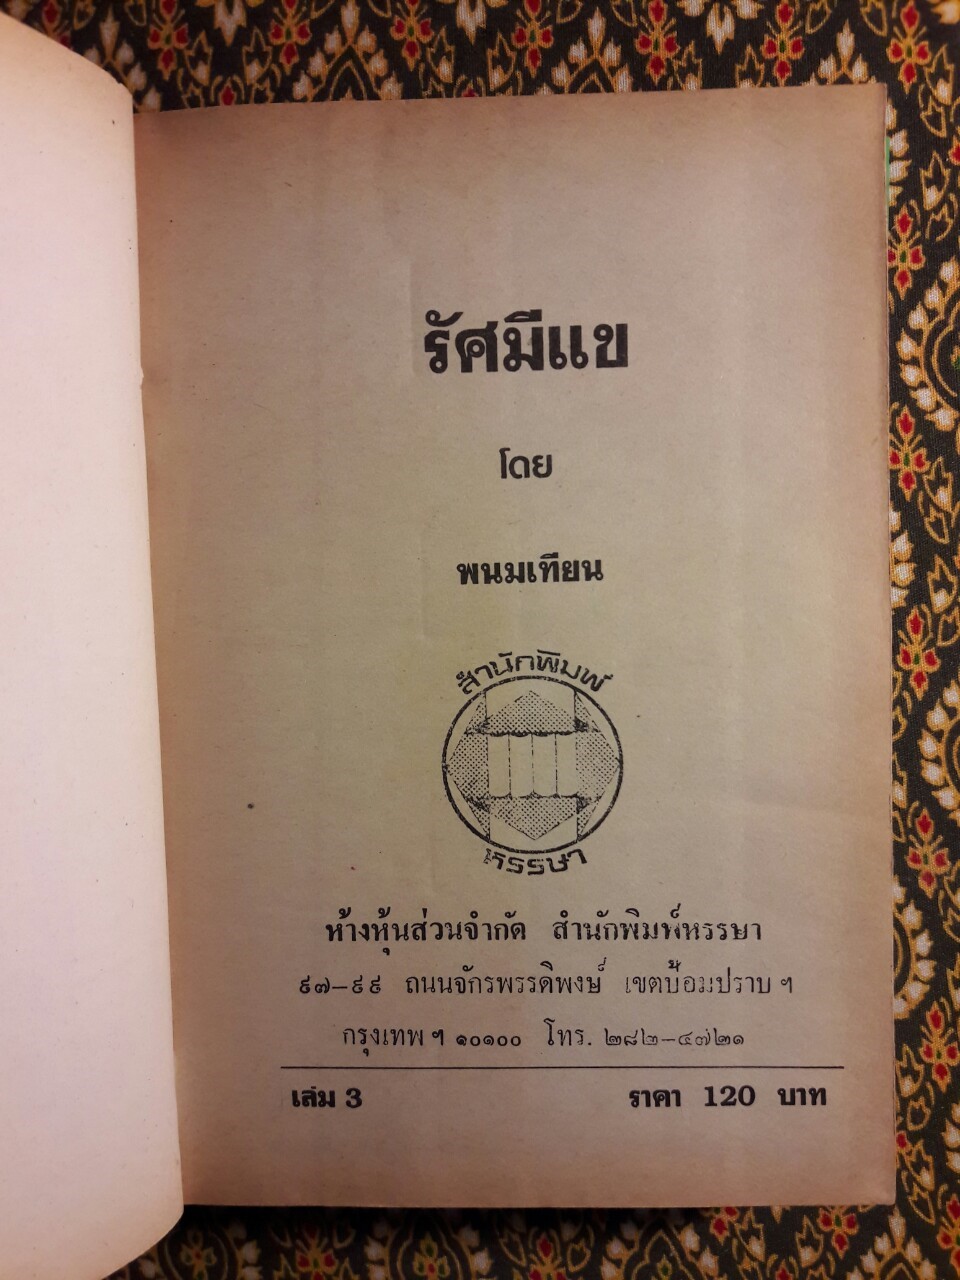 รัศมีแข
โดย
พนมเทียน
สำนักพิมพ์
หรรษา
ห้างหุ้นส่วนจำกัด สำนักพิมพ์หรรษา
๙๗-๙๙ ถนนจักรพรรดิพงษ์ เขตป้อมปราบ ฯ
กรุงเทพ ฯ ๑๐๑๐๐ โทร. ๒๘๒-๔๗๒๑
เล่ม 3 ราคา 120 บาท